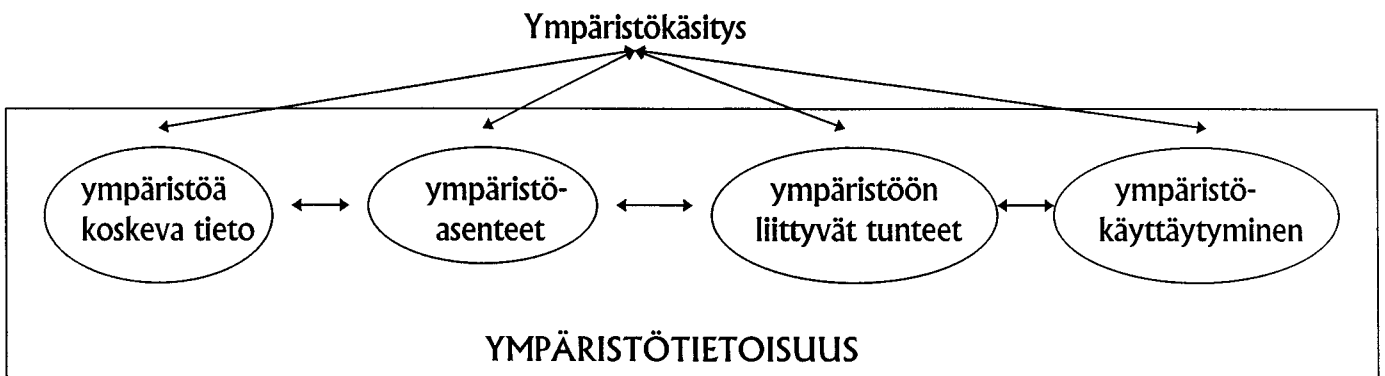 Ympäristökäsitys
ympäristöä
koskeva tieto
ympäristö-
asenteet
ympäristöön
liittyvät tunteet
ympäristö-
käyttäytyminen
YMPÄRISTÖTIETOISUUS